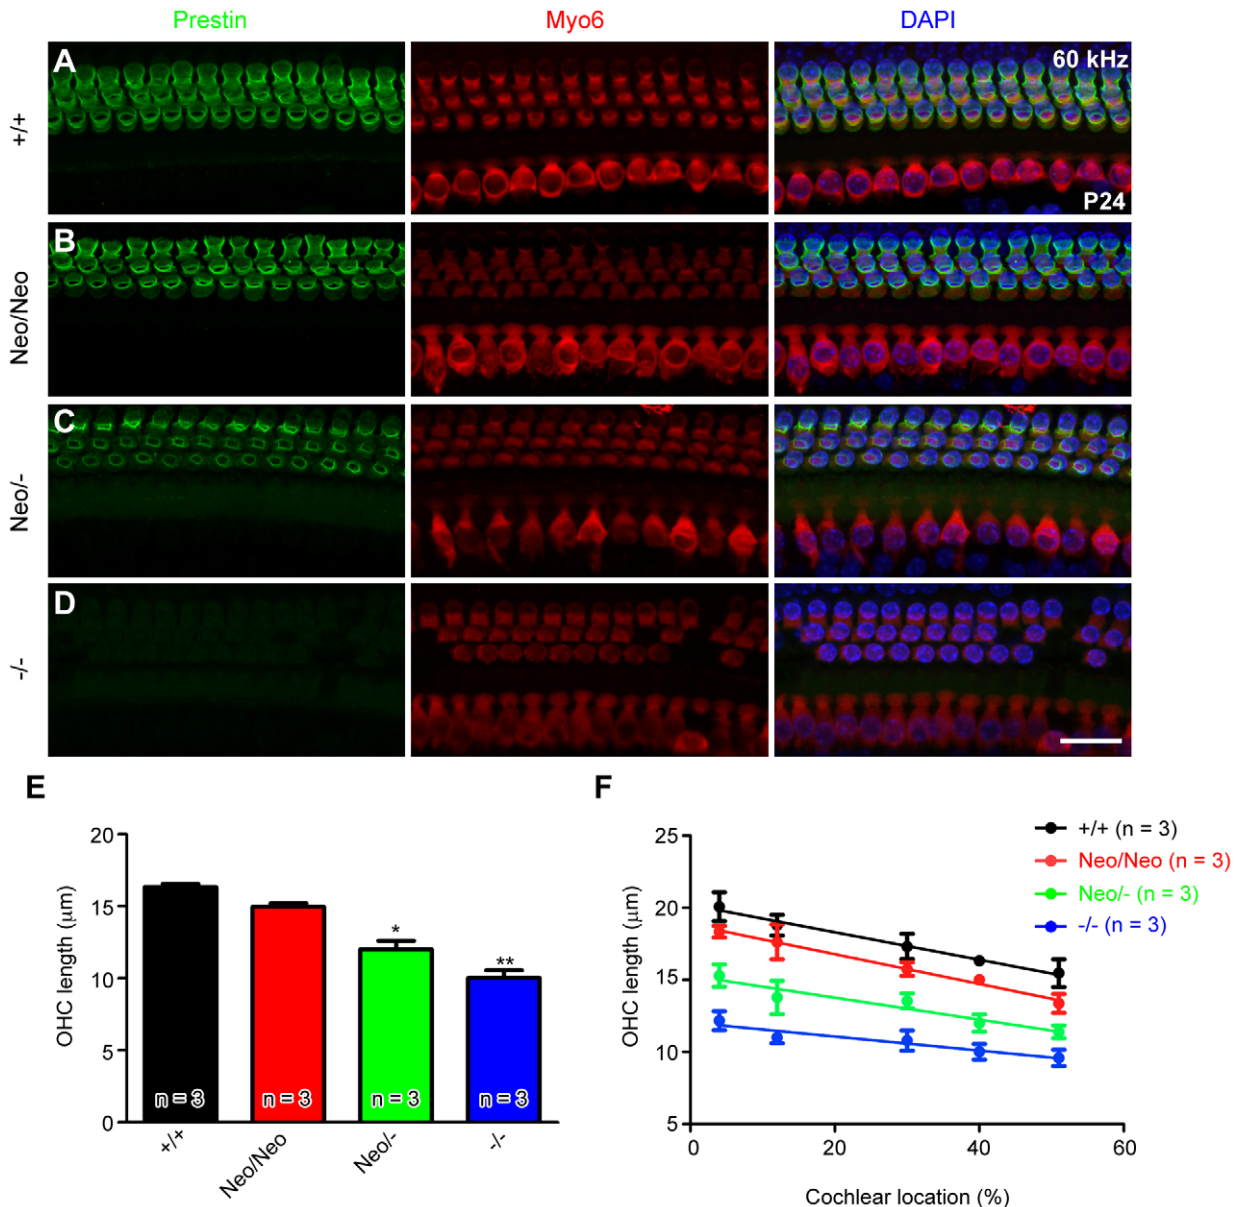 Prestin Myo6 DAPI
A 60 kHz
+/+
P24
B
Neo/Neo
C
Neo/-
D
-/-
E
OHC length (μm)
20
15
10
5
0
*
**
n = 3 n = 3 n = 3 n = 3
+/+ Neo/Neo Neo/- -/-
F
+/+ (n = 3)
Neo/Neo (n = 3)
Neo/- (n = 3)
-/- (n = 3)
OHC length (μm)
25
20
15
10
5
0 20 40 60
Cochlear location (%)